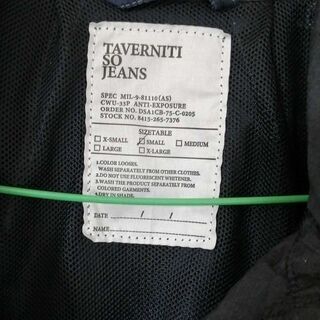 TAVERNITI
SO
JEANS
SPEC MIL-9-81110(AS)
CWU-33P ANTI-EXPOSURE
ORDER NO. DSA1CB-75-C-0205
STOCK NO. 8415-265-7376
SIZETABLE
X-SMALL SMALL MEDIUM
LARGE X-LARGE
1.COLOR LOOSES.
WASH SEPARATELY FROM OTHER CLOTHES.
2.DO NOT USE FLUORESCENT WHITENER.
3.WASH THE PRODUCT SEPARATELY FROM
COLORED GARMENTS.
4.DRY IN SHADE.
DATE / /
NAME